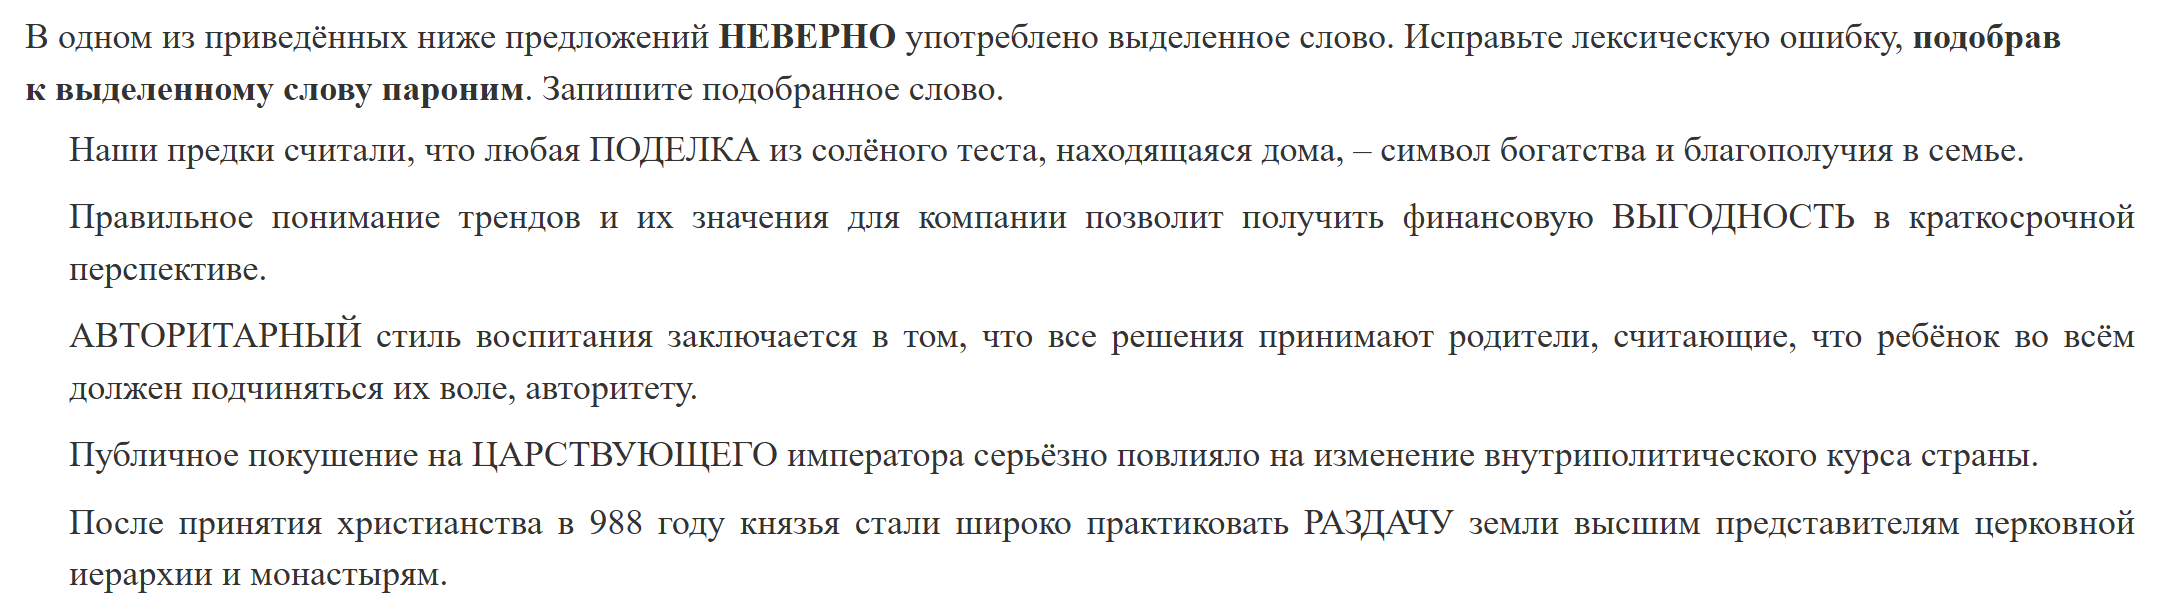 В одном из приведённых ниже предложений НЕВЕРНО употреблено выделенное слово. Исправьте лексическую ошибку, подобрав
к выделенному слову пароним. Запишите подобранное слово.
Наши предки считали, что любая ПОДЕЛКА из солёного теста, находящаяся дома, – символ богатства и благополучия в семье.
Правильное понимание трендов и их значения для компании позволит получить финансовую ВЫГОДНОСТЬ в краткосрочной
перспективе.
АВТОРИТАРНЫЙ стиль воспитания заключается в том, что все решения принимают родители, считающие, что ребёнок во всём
должен подчиняться их воле, авторитету.
Публичное покушение на ЦАРСТВУЮЩЕГО императора серьёзно повлияло на изменение внутриполитического курса страны.
После принятия христианства в 988 году князья стали широко практиковать РАЗДАЧУ земли высшим представителям церковной
иерархии и монастырям.